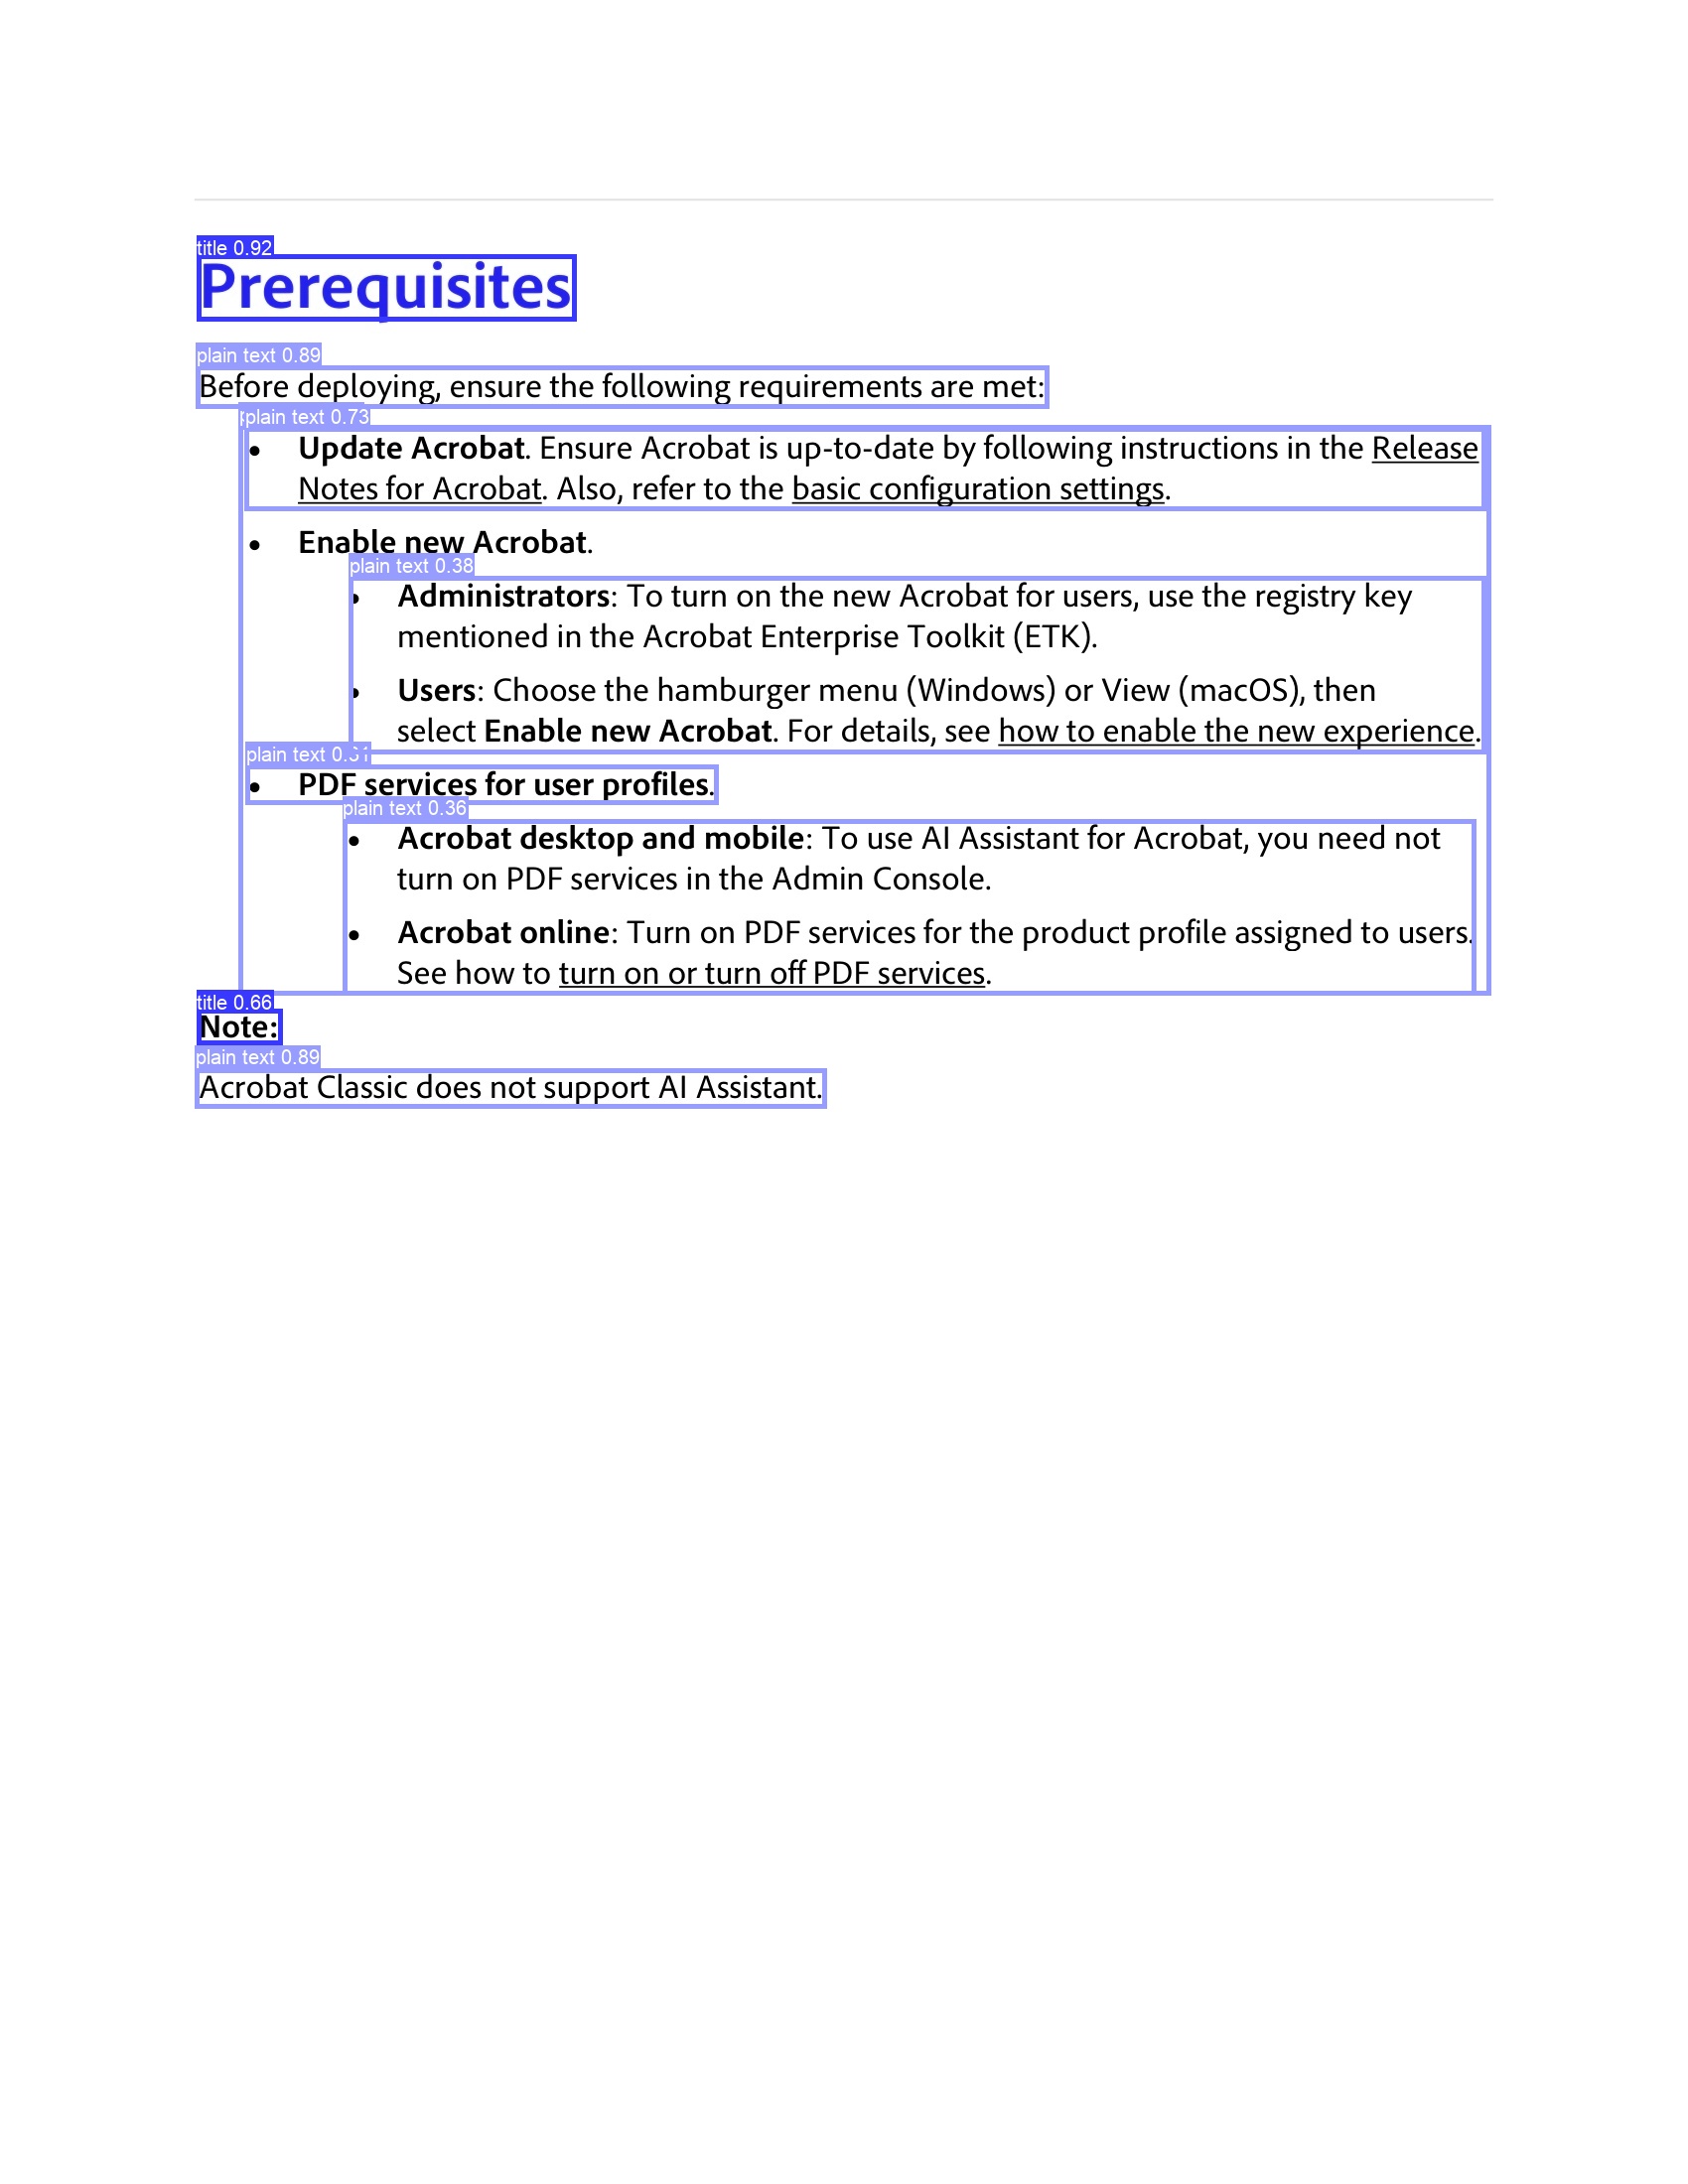 title 0.92
Prerequisites
plain text 0.89
Before deploying, ensure the following requirements are met:
plain text 0.73
• Update Acrobat. Ensure Acrobat is up-to-date by following instructions in the Release
Notes for Acrobat. Also, refer to the basic configuration settings.
• Enable new Acrobat.
plain text 0.38
• Administrators: To turn on the new Acrobat for users, use the registry key
mentioned in the Acrobat Enterprise Toolkit (ETK).
• Users: Choose the hamburger menu (Windows) or View (macOS), then
select Enable new Acrobat. For details, see how to enable the new experience.
plain text
• PDF services for user profiles.
plain text 0.36
• Acrobat desktop and mobile: To use AI Assistant for Acrobat, you need not
turn on PDF services in the Admin Console.
• Acrobat online: Turn on PDF services for the product profile assigned to users.
See how to turn on or turn off PDF services.
title 0.66
Note:
plain text 0.89
Acrobat Classic does not support AI Assistant.